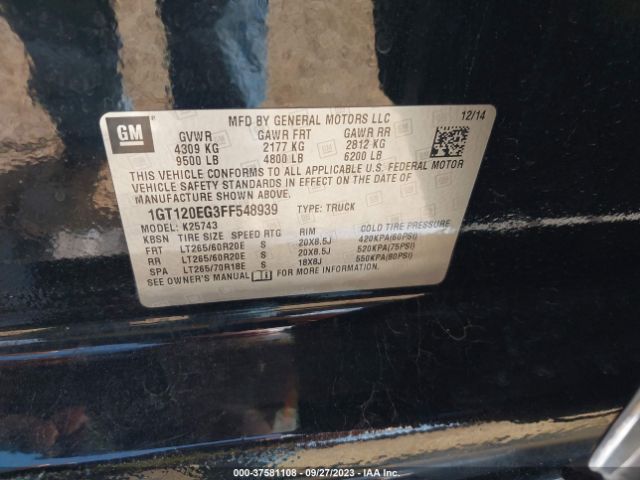 GM
MFD BY GENERAL MOTORS LLC
12/14
GVWR GAWR FRT GAWR RR
4309 KG 2177 KG 2812 KG
9500 LB 4800 LB 6200 LB
THIS VEHICLE CONFORMS TO ALL APPLICABLE U.S. FEDERAL MOTOR
VEHICLE SAFETY STANDARDS IN EFFECT ON THE DATE OF
MANUFACTURE SHOWN ABOVE.
1GT120EG3FF548939 TYPE: TRUCK
MODEL: K25743
KBSN TIRE SIZE SPEED RTG RIM COLD TIRE PRESSURE
FRT LT265/60R20E S 20X8.5J 420KPA(60PSI)
RR LT265/60R20E S 20X8.5J 520KPA(75PSI)
SPA LT265/70R18E S 18X8J 550KPA(80PSI)
SEE OWNER'S MANUAL FOR MORE INFORMATION.
000-37581108 - 09/27/2023 - IAA Inc.